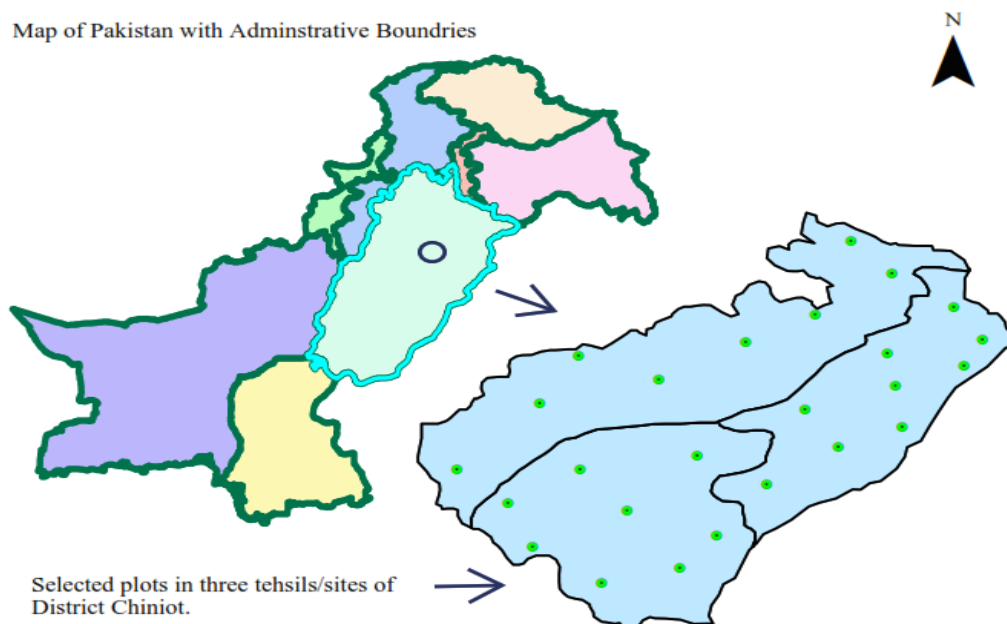 Map of Pakistan with Adminstrative Boundries
N
Selected plots in three tehsils/sites of
District Chiniot.